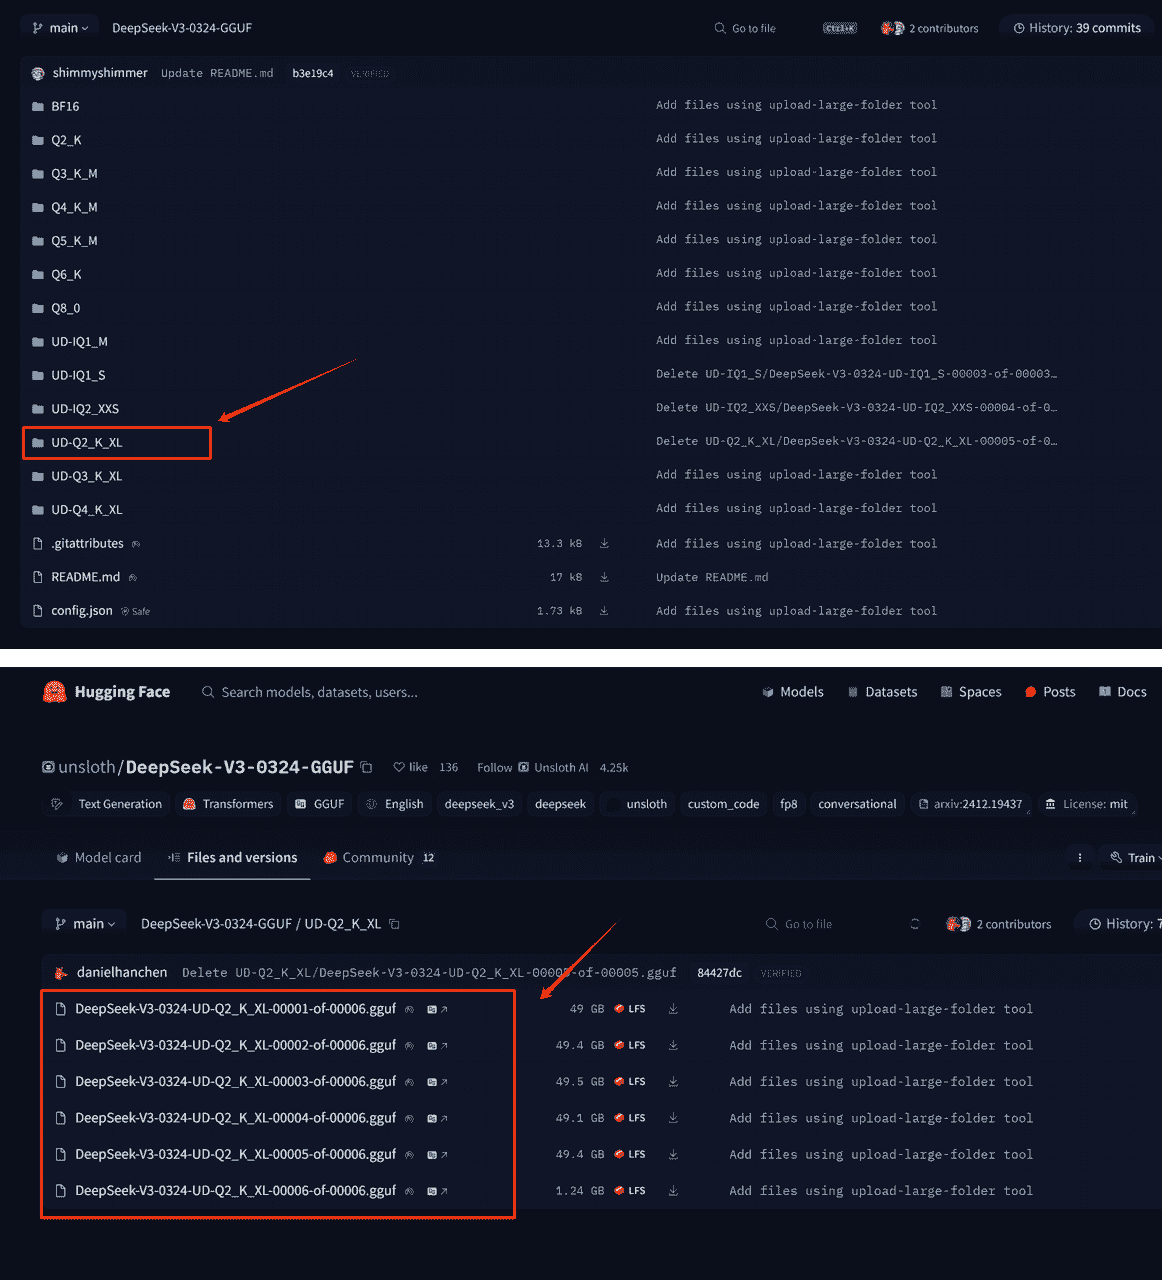 main DeepSeek-V3-0324-GGUF Go to file Ctrl+K 2 contributors History: 39 commits
shimmyshimmer Update README.md b3e19c4 VERIFIED
BF16 Add files using upload-large-folder tool
Q2_K Add files using upload-large-folder tool
Q3_K_M Add files using upload-large-folder tool
Q4_K_M Add files using upload-large-folder tool
Q5_K_M Add files using upload-large-folder tool
Q6_K Add files using upload-large-folder tool
Q8_0 Add files using upload-large-folder tool
UD-IQ1_M Add files using upload-large-folder tool
UD-IQ1_S Delete UD-IQ1_S/DeepSeek-V3-0324-UD-IQ1_S-00003-of-00003…
UD-IQ2_XXS Delete UD-IQ2_XXS/DeepSeek-V3-0324-UD-IQ2_XXS-00004-of-0…
UD-Q2_K_XL Delete UD-Q2_K_XL/DeepSeek-V3-0324-UD-Q2_K_XL-00005-of-0…
UD-Q3_K_XL Add files using upload-large-folder tool
UD-Q4_K_XL Add files using upload-large-folder tool
.gitattributes 13.3 kB Add files using upload-large-folder tool
README.md 17 kB Update README.md
config.json Safe 1.73 kB Add files using upload-large-folder tool
Hugging Face Search models, datasets, users... Models Datasets Spaces Posts Docs
unsloth/DeepSeek-V3-0324-GGUF like 136 Follow Unsloth AI 4.25k
Text Generation Transformers GGUF English deepseek_v3 deepseek unsloth custom_code fp8 conversational arxiv:2412.19437 License: mit
Model card Files and versions Community 12 Train
main DeepSeek-V3-0324-GGUF / UD-Q2_K_XL Go to file 2 contributors History: 7
danielhanchen Delete UD-Q2_K_XL/DeepSeek-V3-0324-UD-Q2_K_XL-00005-of-00005.gguf 84427dc VERIFIED
DeepSeek-V3-0324-UD-Q2_K_XL-00001-of-00006.gguf 49 GB LFS Add files using upload-large-folder tool
DeepSeek-V3-0324-UD-Q2_K_XL-00002-of-00006.gguf 49.4 GB LFS Add files using upload-large-folder tool
DeepSeek-V3-0324-UD-Q2_K_XL-00003-of-00006.gguf 49.5 GB LFS Add files using upload-large-folder tool
DeepSeek-V3-0324-UD-Q2_K_XL-00004-of-00006.gguf 49.1 GB LFS Add files using upload-large-folder tool
DeepSeek-V3-0324-UD-Q2_K_XL-00005-of-00006.gguf 49.4 GB LFS Add files using upload-large-folder tool
DeepSeek-V3-0324-UD-Q2_K_XL-00006-of-00006.gguf 1.24 GB LFS Add files using upload-large-folder tool